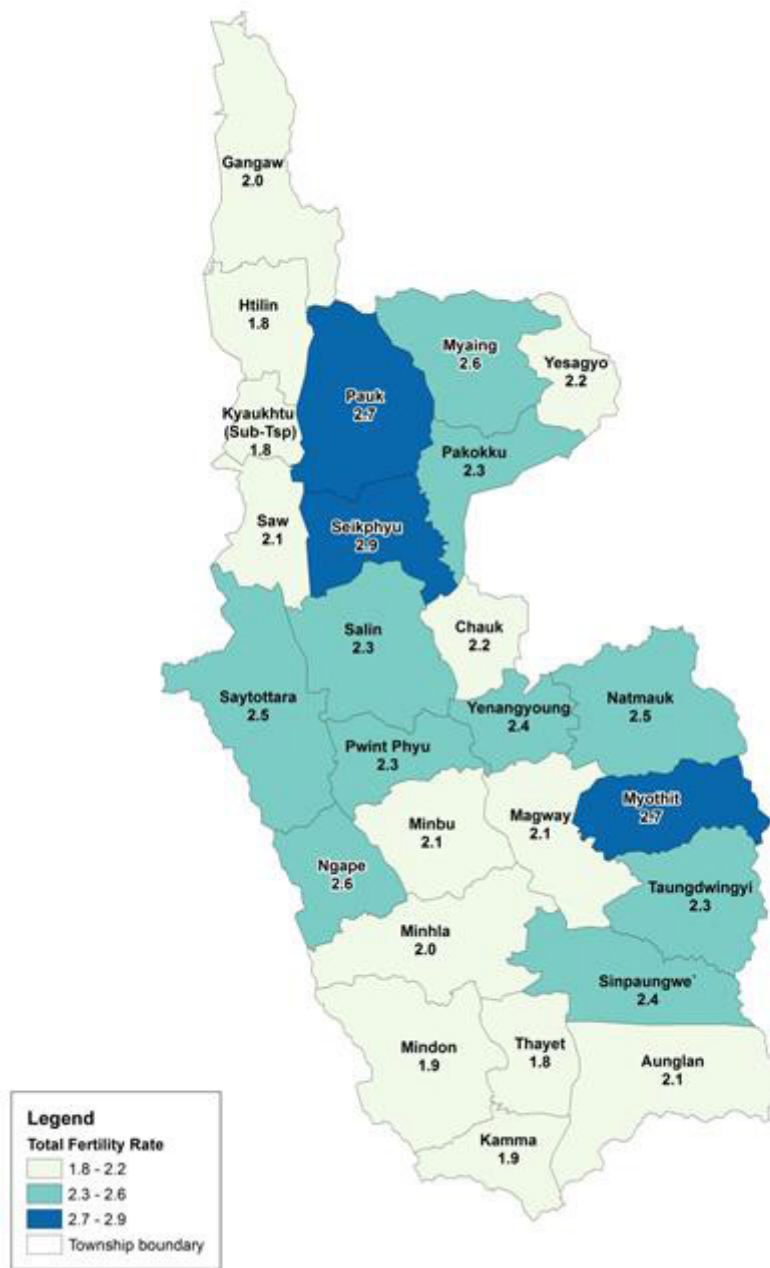 Gangaw
2.0
Htilin
1.8
Myaing
2.6
Yesagyo
2.2
Pauk
2.7
Kyaukhtu
(Sub-Tsp)
1.8
Pakokku
2.3
Saw
2.1
Seikphyu
2.9
Salin
2.3
Chauk
2.2
Saytottara
2.5
Yenangyoung
2.4
Natmauk
2.5
Pwint Phyu
2.3
Minbu
2.1
Magway
2.1
Myothit
2.7
Ngape
2.6
Taungdwingyi
2.3
Minhla
2.0
Sinpaungwe`
2.4
Mindon
1.9
Thayet
1.8
Aunglan
2.1
Kamma
1.9
Legend
Total Fertility Rate
1.8 - 2.2
2.3 - 2.6
2.7 - 2.9
Township boundary